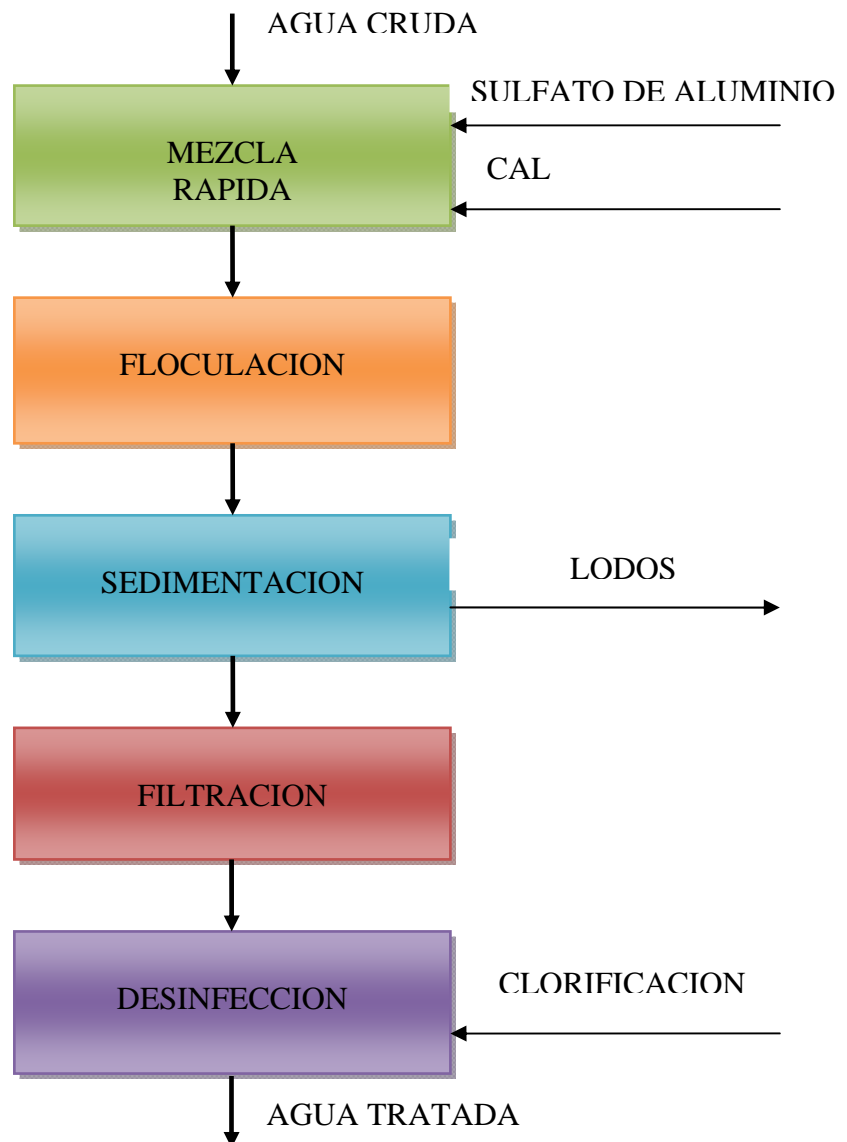 AGUA CRUDA
SULFATO DE ALUMINIO
MEZCLA
RAPIDA
CAL
FLOCULACION
SEDIMENTACION
LODOS
FILTRACION
DESINFECCION
CLORIFICACION
AGUA TRATADA